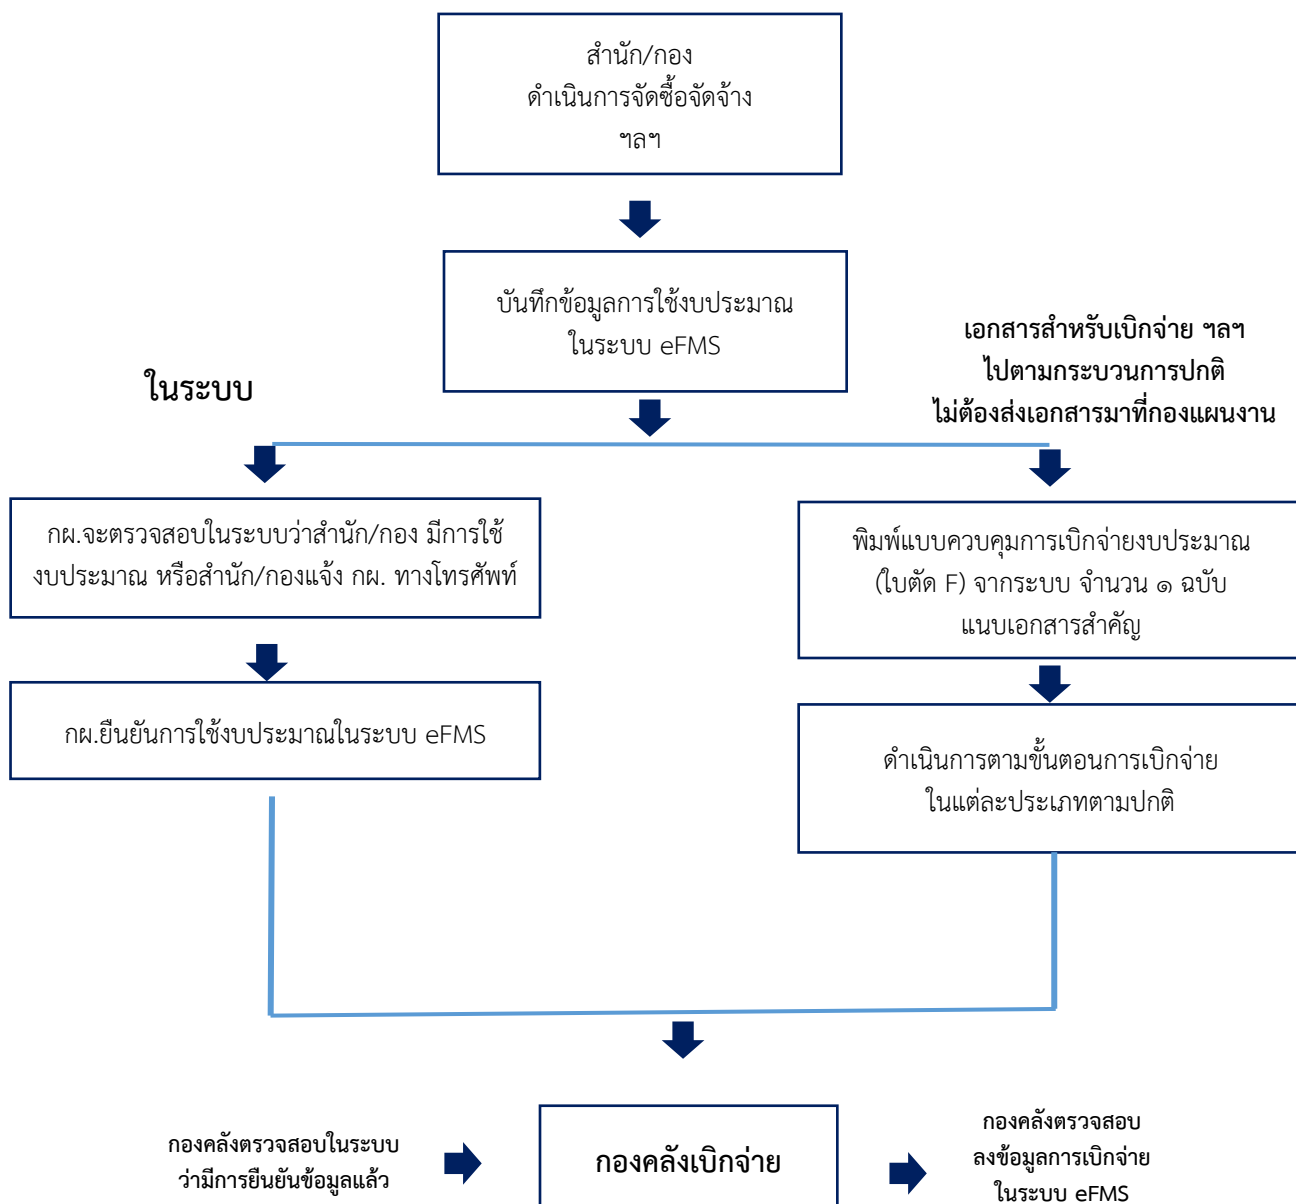 สำนัก/กอง
ดำเนินการจัดซื้อจัดจ้าง
ฯลฯ
บันทึกข้อมูลการใช้งบประมาณ
ในระบบ eFMS
ในระบบ
เอกสารสำหรับเบิกจ่าย ฯลฯ
ไปตามกระบวนการปกติ
ไม่ต้องส่งเอกสารมาที่กองแผนงาน
กผ.จะตรวจสอบในระบบว่าสำนัก/กอง มีการใช้
งบประมาณ หรือสำนัก/กองแจ้ง กผ. ทางโทรศัพท์
พิมพ์แบบควบคุมการเบิกจ่ายงบประมาณ
(ใบตัด F) จากระบบ จำนวน ๑ ฉบับ
แนบเอกสารสำคัญ
กผ.ยืนยันการใช้งบประมาณในระบบ eFMS
ดำเนินการตามขั้นตอนการเบิกจ่าย
ในแต่ละประเภทตามปกติ
กองคลังตรวจสอบในระบบ
ว่ามีการยืนยันข้อมูลแล้ว
กองคลังเบิกจ่าย
กองคลังตรวจสอบ
ลงข้อมูลการเบิกจ่าย
ในระบบ eFMS